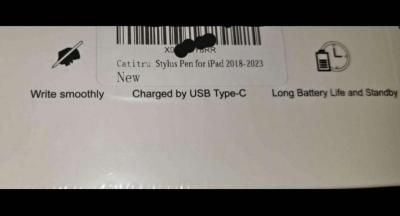 Catitru Stylus Pen for iPad 2018-2023
New
Write smoothly
Charged by USB Type-C
Long Battery Life and Standby